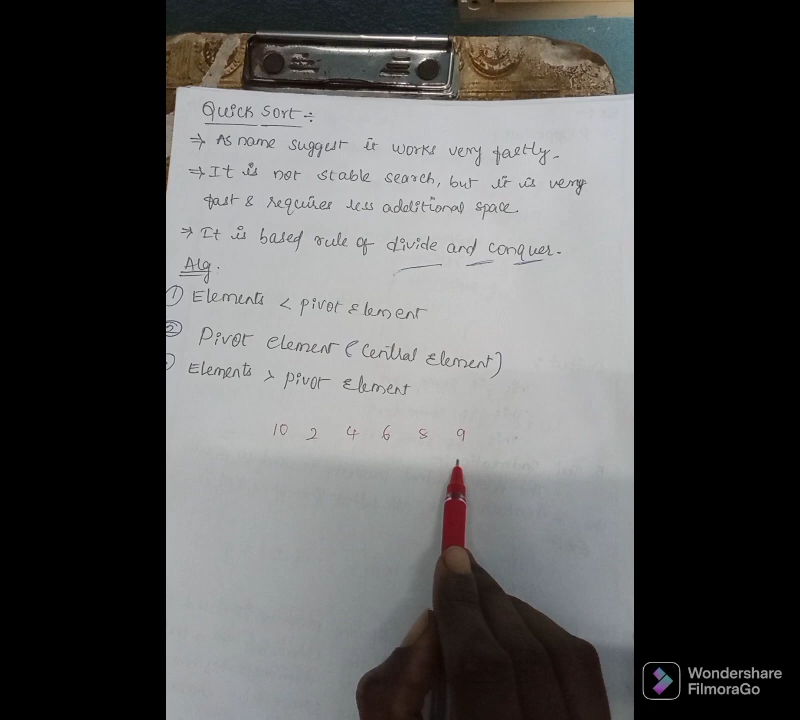 Quick Sort ÷
⇒ As name suggest it works very fastly.
⇒ It is not stable search, but it is very
fast & requires less additional space.
⇒ It is based rule of divide and conquer.
Alg.
① Elements < pivot Element
② Pivot element (Central Element)
Elements > pivot Element
10 2 4 6 8 9
Wondershare
FilmoraGo